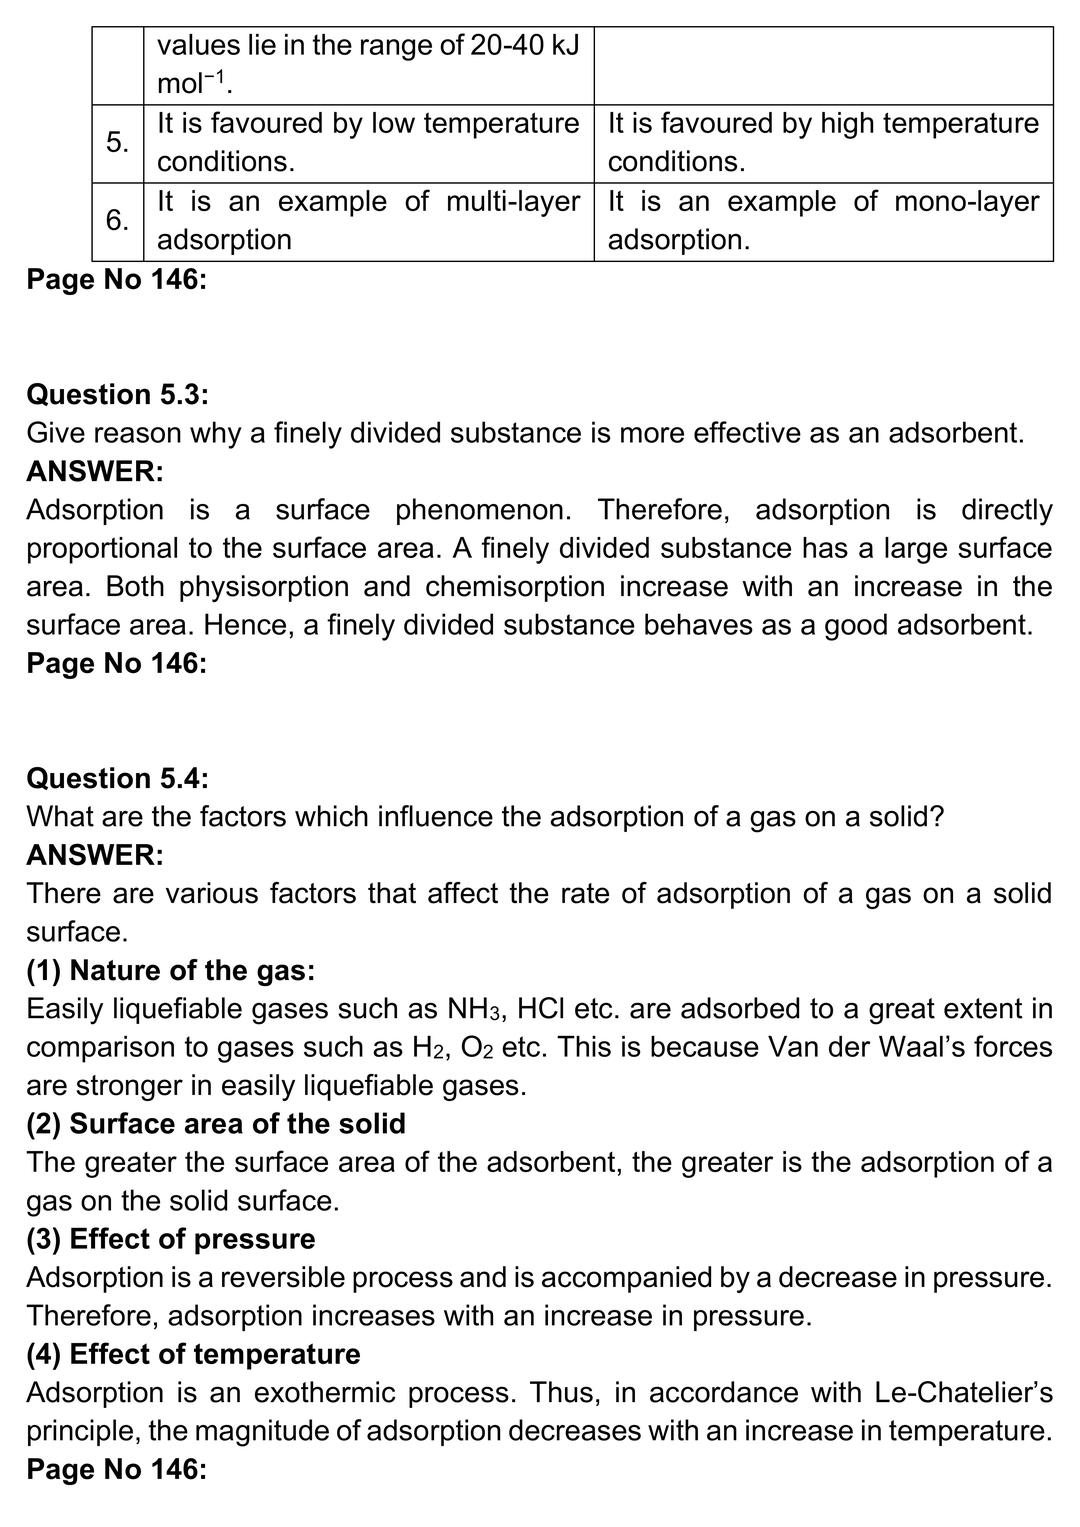 values lie in the range of 20-40 kJ
mol⁻¹.
5.
It is favoured by low temperature
conditions.
It is favoured by high temperature
conditions.
6.
It is an example of multi-layer
adsorption
It is an example of mono-layer
adsorption.
Page No 146:
Question 5.3:
Give reason why a finely divided substance is more effective as an adsorbent.
ANSWER:
Adsorption is a surface phenomenon. Therefore, adsorption is directly
proportional to the surface area. A finely divided substance has a large surface
area. Both physisorption and chemisorption increase with an increase in the
surface area. Hence, a finely divided substance behaves as a good adsorbent.
Page No 146:
Question 5.4:
What are the factors which influence the adsorption of a gas on a solid?
ANSWER:
There are various factors that affect the rate of adsorption of a gas on a solid
surface.
(1) Nature of the gas:
Easily liquefiable gases such as NH₃, HCl etc. are adsorbed to a great extent in
comparison to gases such as H₂, O₂ etc. This is because Van der Waal’s forces
are stronger in easily liquefiable gases.
(2) Surface area of the solid
The greater the surface area of the adsorbent, the greater is the adsorption of a
gas on the solid surface.
(3) Effect of pressure
Adsorption is a reversible process and is accompanied by a decrease in pressure.
Therefore, adsorption increases with an increase in pressure.
(4) Effect of temperature
Adsorption is an exothermic process. Thus, in accordance with Le-Chatelier’s
principle, the magnitude of adsorption decreases with an increase in temperature.
Page No 146: